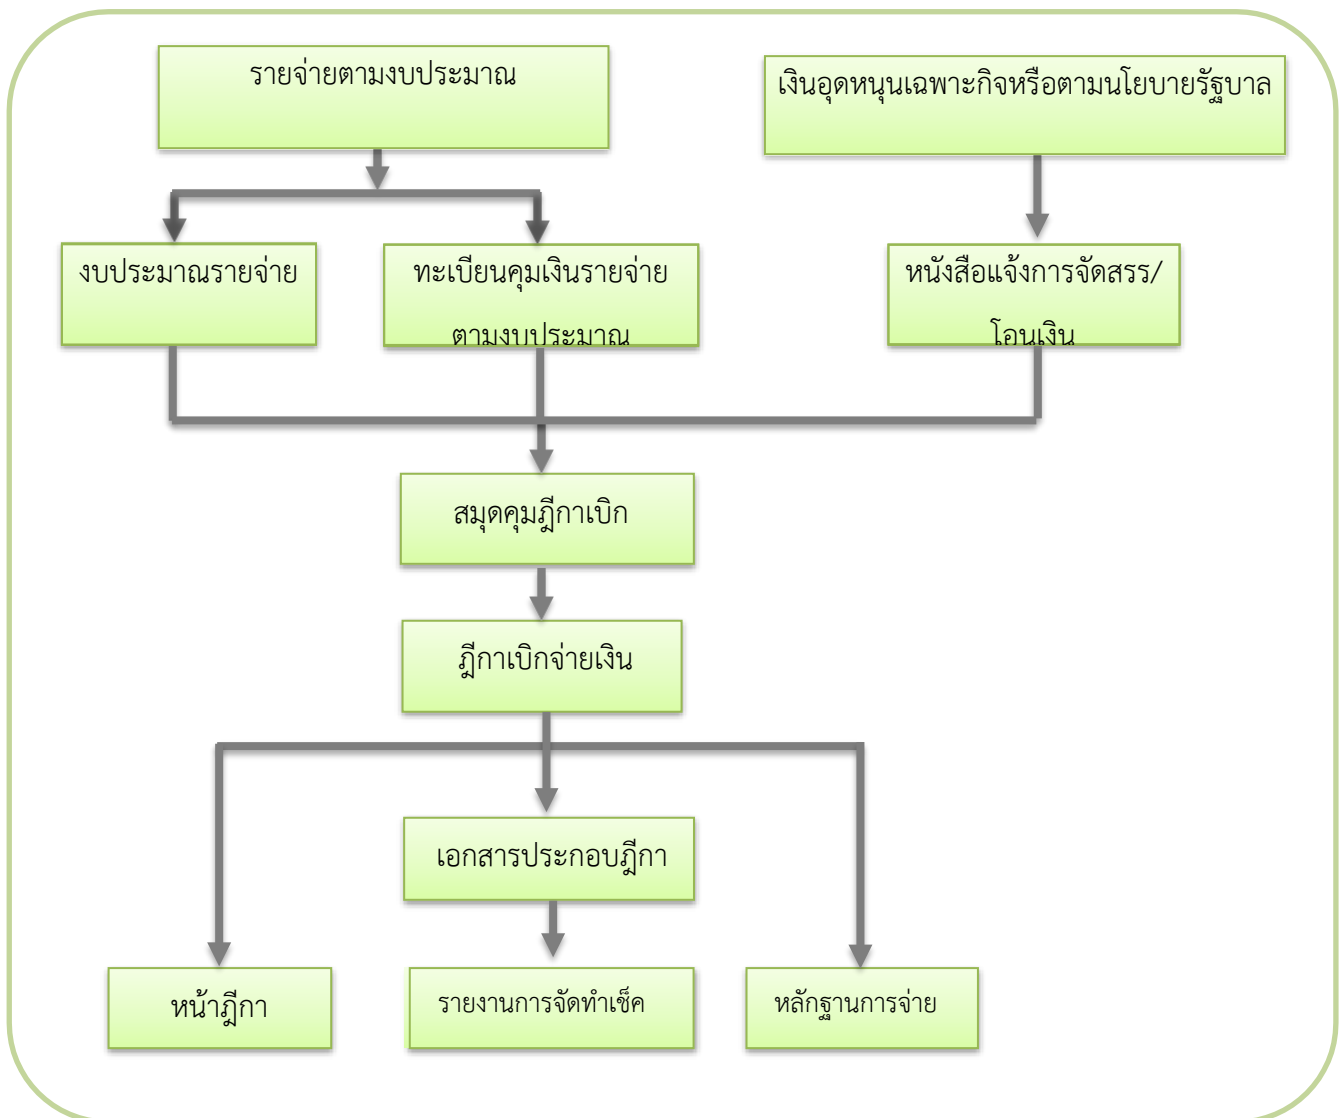 รายจ่ายตามงบประมาณ
เงินอุดหนุนเฉพาะกิจหรือตามนโยบายรัฐบาล
งบประมาณรายจ่าย
ทะเบียนคุมเงินรายจ่าย
ตามงบประมาณ
หนังสือแจ้งการจัดสรร/
โอนเงิน
สมุดคุมฎีกาเบิก
ฎีกาเบิกจ่ายเงิน
เอกสารประกอบฎีกา
หน้าฎีกา
รายงานการจัดทำเช็ค
หลักฐานการจ่าย